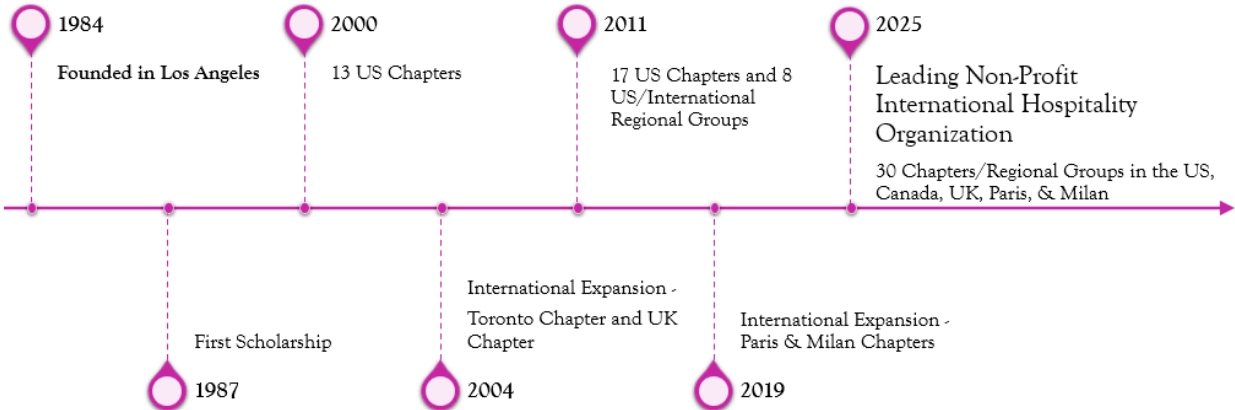 1984
Founded in Los Angeles
2000
13 US Chapters
2011
17 US Chapters and 8
US/International
Regional Groups
2025
Leading Non-Profit
International Hospitality
Organization
30 Chapters/Regional Groups in the US,
Canada, UK, Paris, & Milan
First Scholarship
1987
International Expansion -
Toronto Chapter and UK
Chapter
2004
International Expansion -
Paris & Milan Chapters
2019